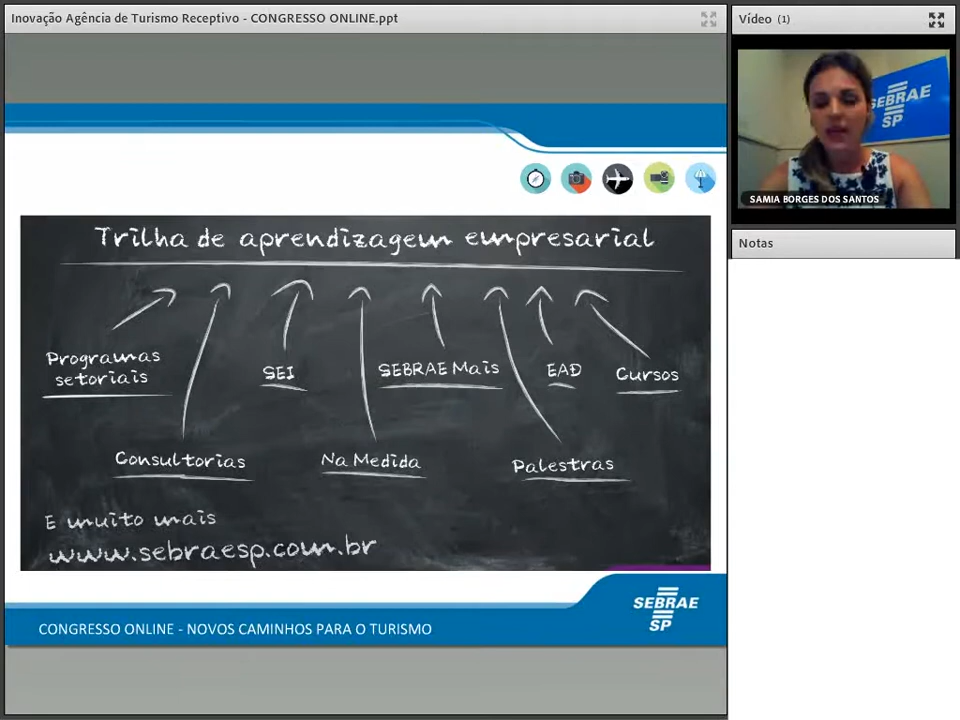 Inovação Agência de Turismo Receptivo - CONGRESSO ONLINE.ppt
Vídeo (1)
SEBRAE
SP
SAMIA BORGES DOS SANTOS
Notas
Trilha de aprendizagem empresarial
Programas
setoriais
SEI
SEBRAE Mais
EAD
Cursos
Consultorias
Na Medida
Palestras
E muito mais
www.sebraesp.com.br
SEBRAE
SP
CONGRESSO ONLINE - NOVOS CAMINHOS PARA O TURISMO